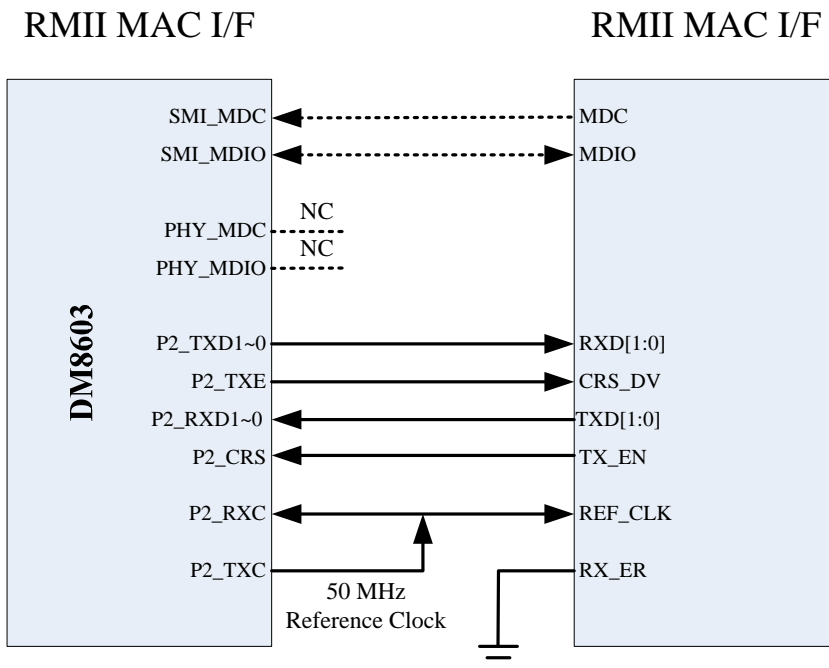 RMII MAC I/F
RMII MAC I/F
SMI_MDC
MDC
SMI_MDIO
MDIO
PHY_MDC
NC
PHY_MDIO
NC
DM8603
P2_TXD1~0
RXD[1:0]
P2_TXE
CRS_DV
P2_RXD1~0
TXD[1:0]
P2_CRS
TX_EN
P2_RXC
REF_CLK
P2_TXC
RX_ER
50 MHz
Reference Clock